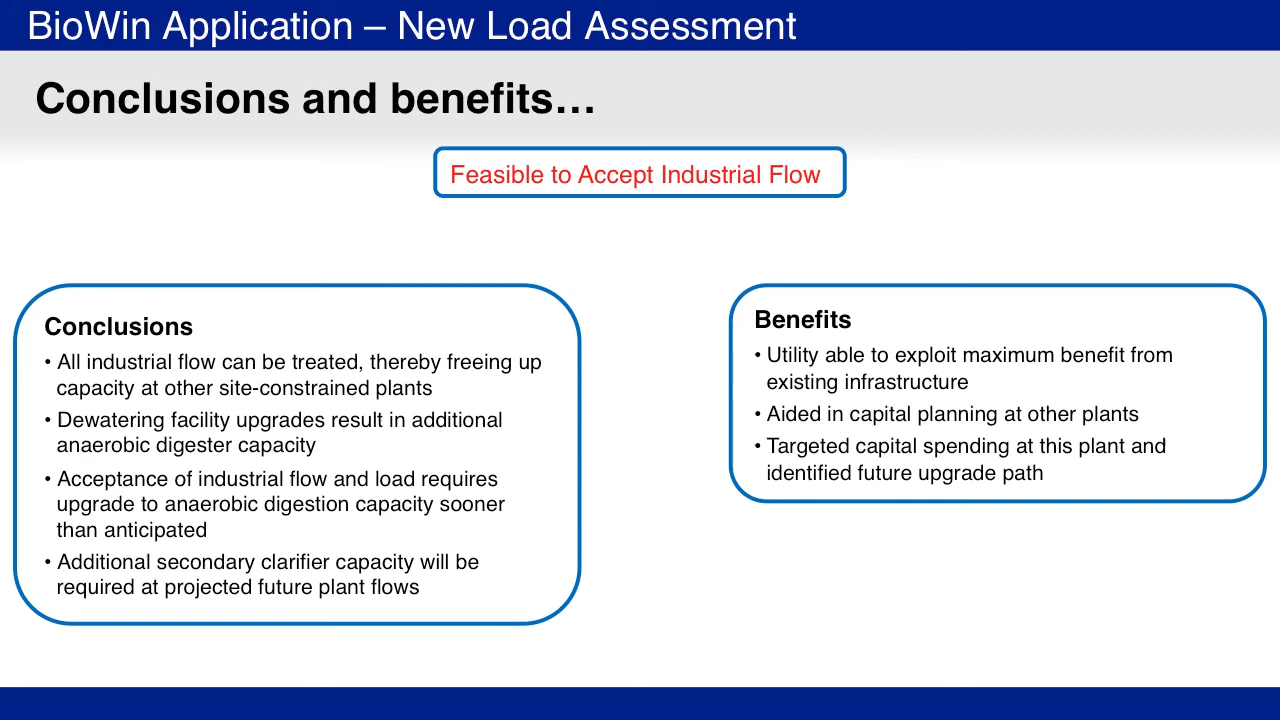 BioWin Application – New Load Assessment
Conclusions and benefits…
Feasible to Accept Industrial Flow
Conclusions
• All industrial flow can be treated, thereby freeing up
capacity at other site-constrained plants
• Dewatering facility upgrades result in additional
anaerobic digester capacity
• Acceptance of industrial flow and load requires
upgrade to anaerobic digestion capacity sooner
than anticipated
• Additional secondary clarifier capacity will be
required at projected future plant flows
Benefits
• Utility able to exploit maximum benefit from
existing infrastructure
• Aided in capital planning at other plants
• Targeted capital spending at this plant and
identified future upgrade path